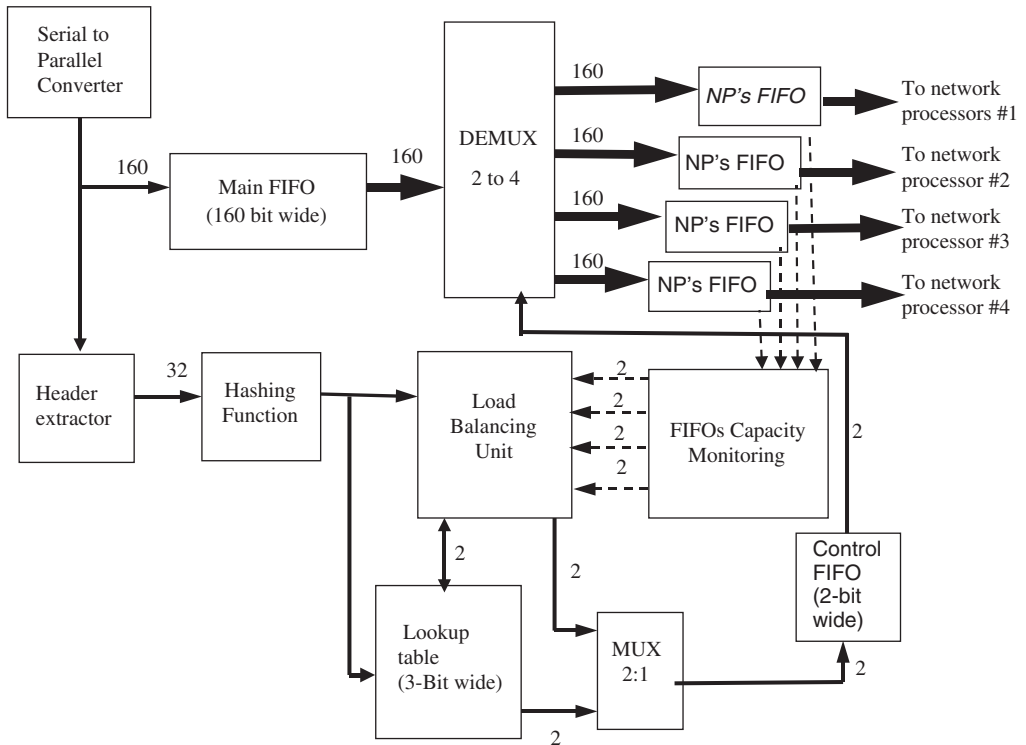 Serial to
Parallel
Converter
160
Main FIFO
(160 bit wide)
160
DEMUX
2 to 4
160
NP's FIFO
To network
processors #1
160
NP's FIFO
To network
processor #2
160
NP's FIFO
To network
processor #3
160
NP's FIFO
To network
processor #4
Header
extractor
32
Hashing
Function
Load
Balancing
Unit
2
2
2
2
FIFOs Capacity
Monitoring
2
2
2
Control
FIFO
(2-bit
wide)
Lookup
table
(3-Bit wide)
MUX
2:1
2
2